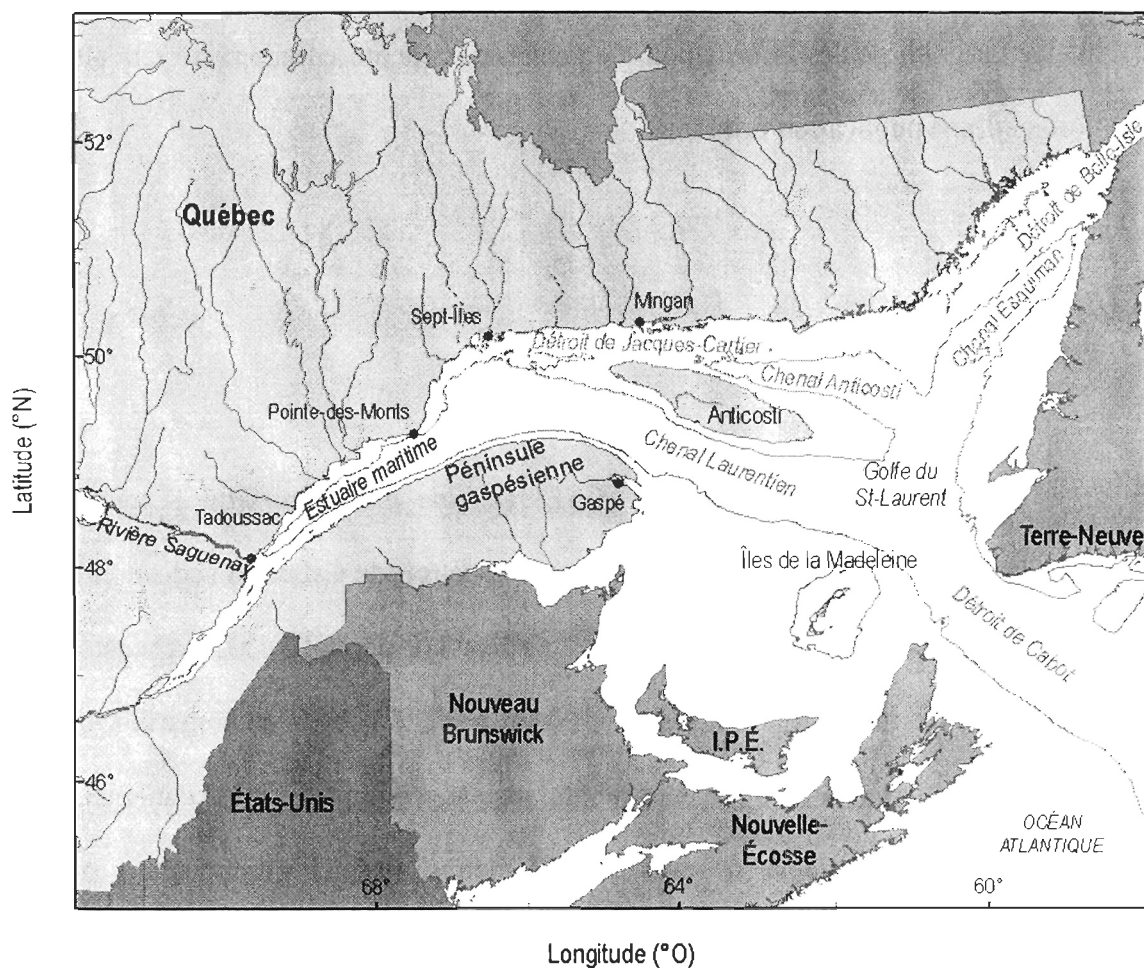 52°
Détroit de Belle-Isle
Québec
Chenal Esquiman
Mingan
Sept-Îles
Détroit de Jacques-Cartier
50°
Chenal Anticosti
Pointe-des-Monts
Anticosti
Estuaire maritime
Péninsule
gaspésienne
Chenal Laurentien
Golfe du
St-Laurent
Latitude (°N)
Gaspé
Tadoussac
Rivière Saguenay
Terre-Neuve
Îles de la Madeleine
48°
Détroit de Cabot
Nouveau
Brunswick
I.P.É.
46°
États-Unis
Nouvelle-
Écosse
OCÉAN
ATLANTIQUE
68°
64°
60°
Longitude (°O)